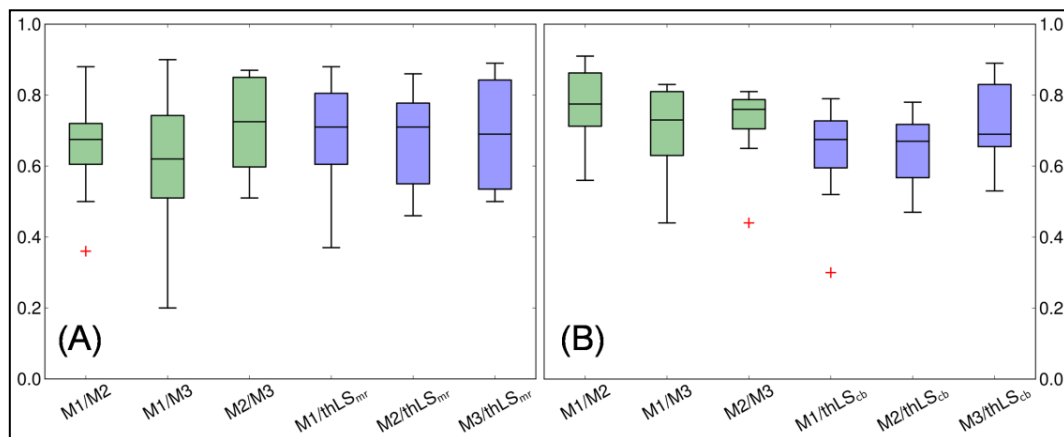 1.0
0.8
0.6
0.4
0.2
0.0
(A)
M1/M2
M1/M3
M2/M3
M1/thLSmr
M2/thLSmr
M3/thLSmr
1.0
0.8
0.6
0.4
0.2
0.0
(B)
M1/M2
M1/M3
M2/M3
M1/thLScb
M2/thLScb
M3/thLScb